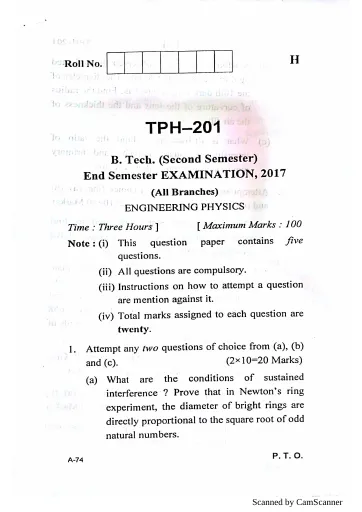 Roll No.
H
TPH–201
B. Tech. (Second Semester)
End Semester EXAMINATION, 2017
(All Branches)
ENGINEERING PHYSICS
Time : Three Hours ] [ Maximum Marks : 100
Note : (i) This question paper contains five
questions.
(ii) All questions are compulsory.
(iii) Instructions on how to attempt a question
are mention against it.
(iv) Total marks assigned to each question are
twenty.
1. Attempt any two questions of choice from (a), (b)
and (c). (2×10=20 Marks)
(a) What are the conditions of sustained
interference ? Prove that in Newton's ring
experiment, the diameter of bright rings are
directly proportional to the square root of odd
natural numbers.
A-74 P. T. O.
Scanned by CamScanner